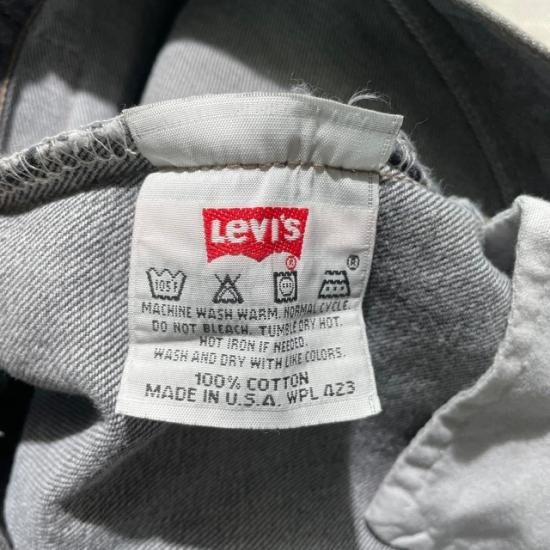 Levi's
®
®
105°F
MACHINE WASH WARM. NORMAL CYCLE.
DO NOT BLEACH. TUMBLE DRY HOT.
HOT IRON IF NEEDED.
WASH AND DRY WITH LIKE COLORS.
100% COTTON
MADE IN U.S.A. WPL 423